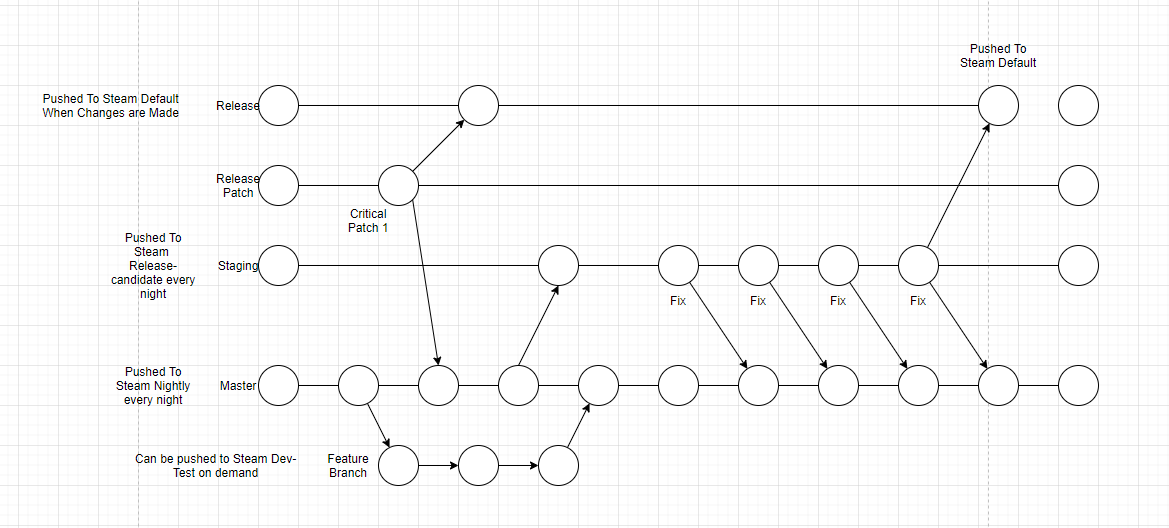 Pushed To
Steam Default
Pushed To Steam Default
When Changes are Made
Release
Release
Patch
Critical
Patch 1
Pushed To
Steam
Release-
candidate every
night
Staging
Fix
Fix
Fix
Fix
Pushed To
Steam Nightly
every night
Master
Can be pushed to Steam Dev-
Test on demand
Feature
Branch